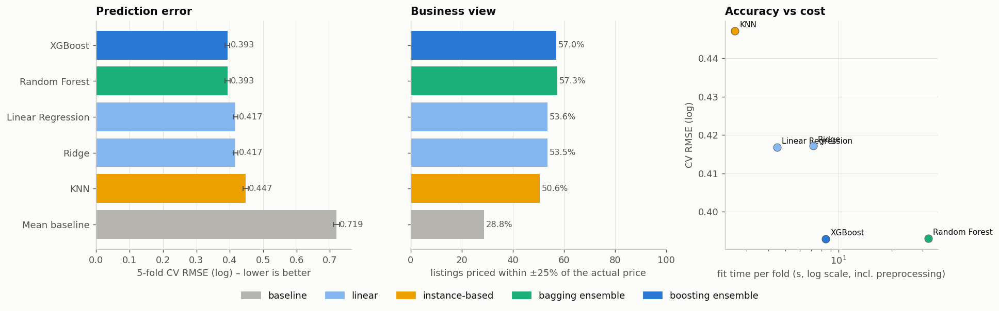 Prediction error
XGBoost
Random Forest
Linear Regression
Ridge
KNN
Mean baseline
0.393
0.393
0.417
0.417
0.447
0.719
0.0 0.1 0.2 0.3 0.4 0.5 0.6 0.7
5-fold CV RMSE (log) – lower is better
Business view
57.0%
57.3%
53.6%
53.5%
50.6%
28.8%
0 20 40 60 80 100
listings priced within ±25% of the actual price
Accuracy vs cost
CV RMSE (log)
0.44
0.43
0.42
0.41
0.40
KNN
Linear Regression
Ridge
XGBoost
Random Forest
10¹
fit time per fold (s, log scale, incl. preprocessing)
baseline linear instance-based bagging ensemble boosting ensemble